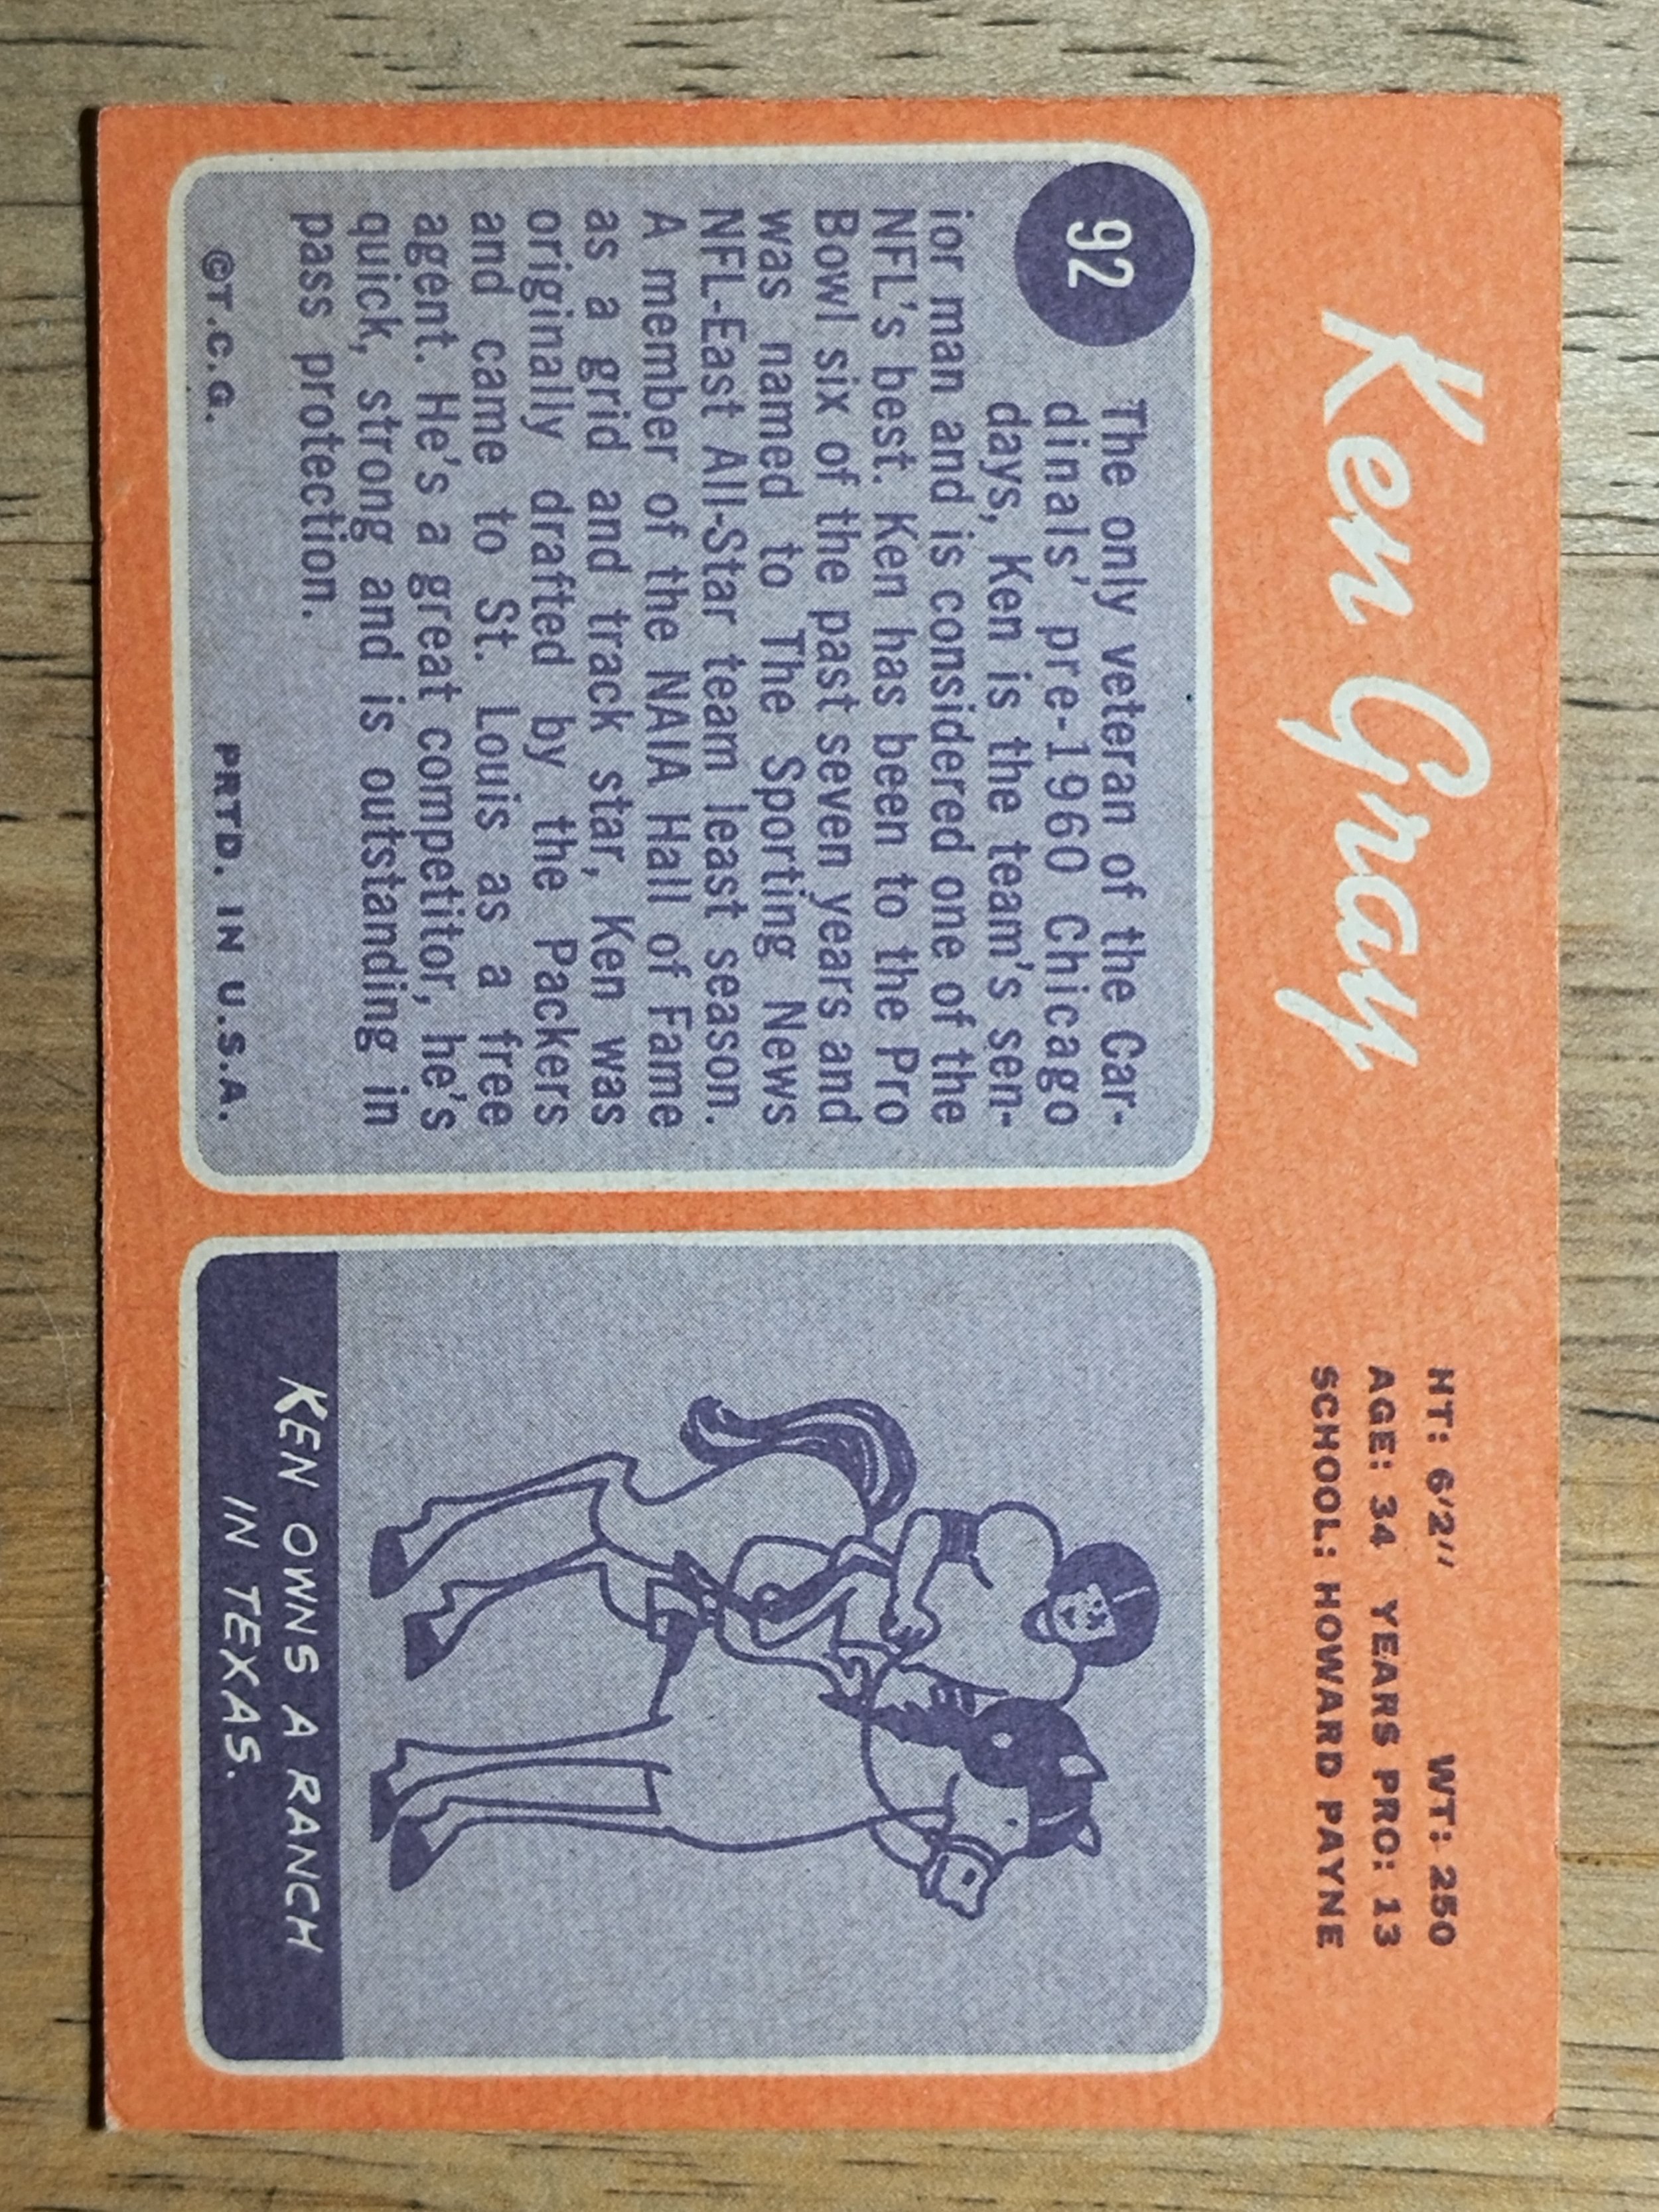 Ken Gray
HT: 6'2'' WT: 250
AGE: 34 YEARS PRO: 13
SCHOOL: HOWARD PAYNE
92
The only veteran of the Car-
dinals' pre-1960 Chicago
days, Ken is the team's sen-
ior man and is considered one of the
NFL's best. Ken has been to the Pro
Bowl six of the past seven years and
was named to The Sporting News
NFL-East All-Star team least season.
A member of the NAIA Hall of Fame
as a grid and track star, Ken was
originally drafted by the Packers
and came to St. Louis as a free
agent. He's a great competitor, he's
quick, strong and is outstanding in
pass protection.
©T.C.G. PRTD. IN U.S.A.
KEN OWNS A RANCH
IN TEXAS.